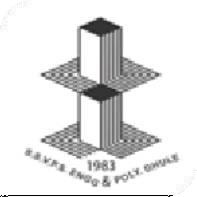 1983
S.S.V.P.S. ENGG & POLY. DHULE